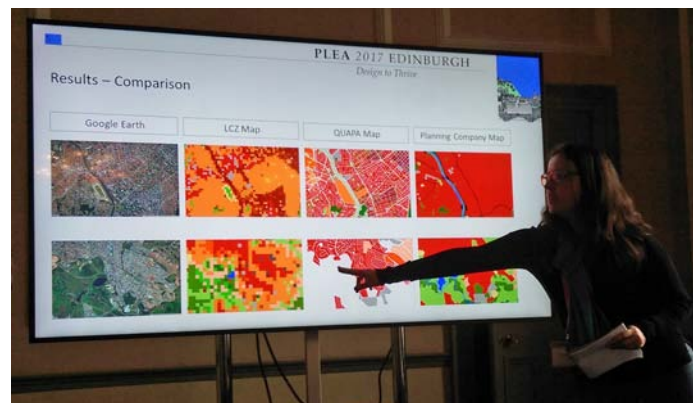 PLEA 2017 EDINBURGH
Design to Thrive
Results – Comparison
Google Earth
LCZ Map
QUAPA Map
Planning Company Map